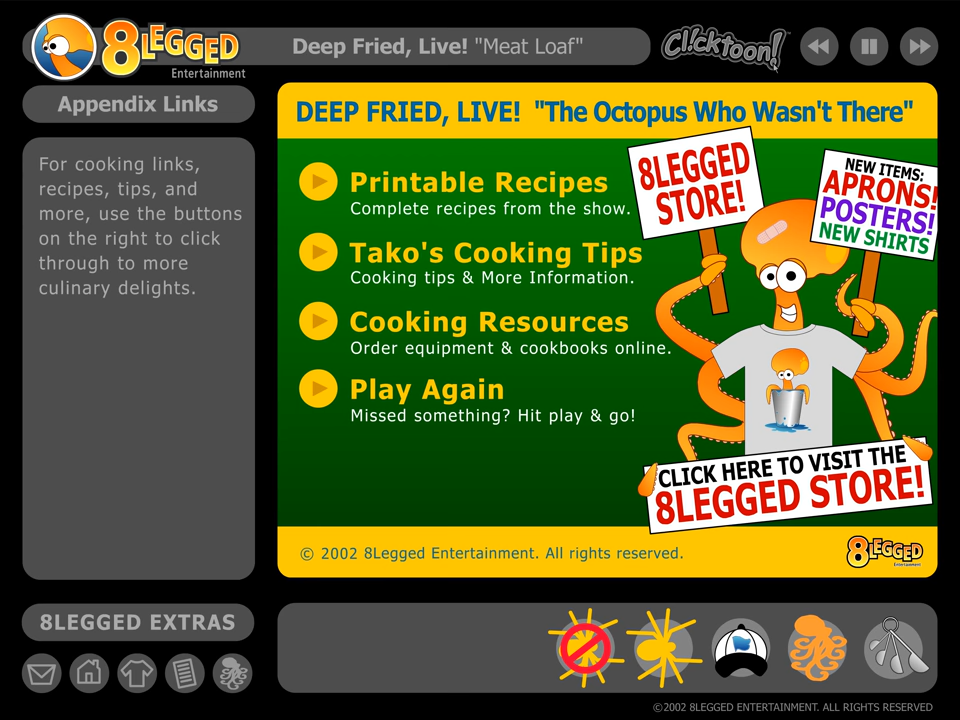 8LEGGED
Entertainment
Deep Fried, Live! "Meat Loaf"
Cl!cktoon!
Appendix Links
For cooking links,
recipes, tips, and
more, use the buttons
on the right to click
through to more
culinary delights.
DEEP FRIED, LIVE! "The Octopus Who Wasn't There"
Printable Recipes
Complete recipes from the show.
Tako's Cooking Tips
Cooking tips & More Information.
Cooking Resources
Order equipment & cookbooks online.
Play Again
Missed something? Hit play & go!
8LEGGED
STORE!
NEW ITEMS:
APRONS!
POSTERS!
NEW SHIRTS
CLICK HERE TO VISIT THE
8LEGGED STORE!
© 2002 8Legged Entertainment. All rights reserved.
8LEGGED
Entertainment
8LEGGED EXTRAS
©2002 8LEGGED ENTERTAINMENT. ALL RIGHTS RESERVED